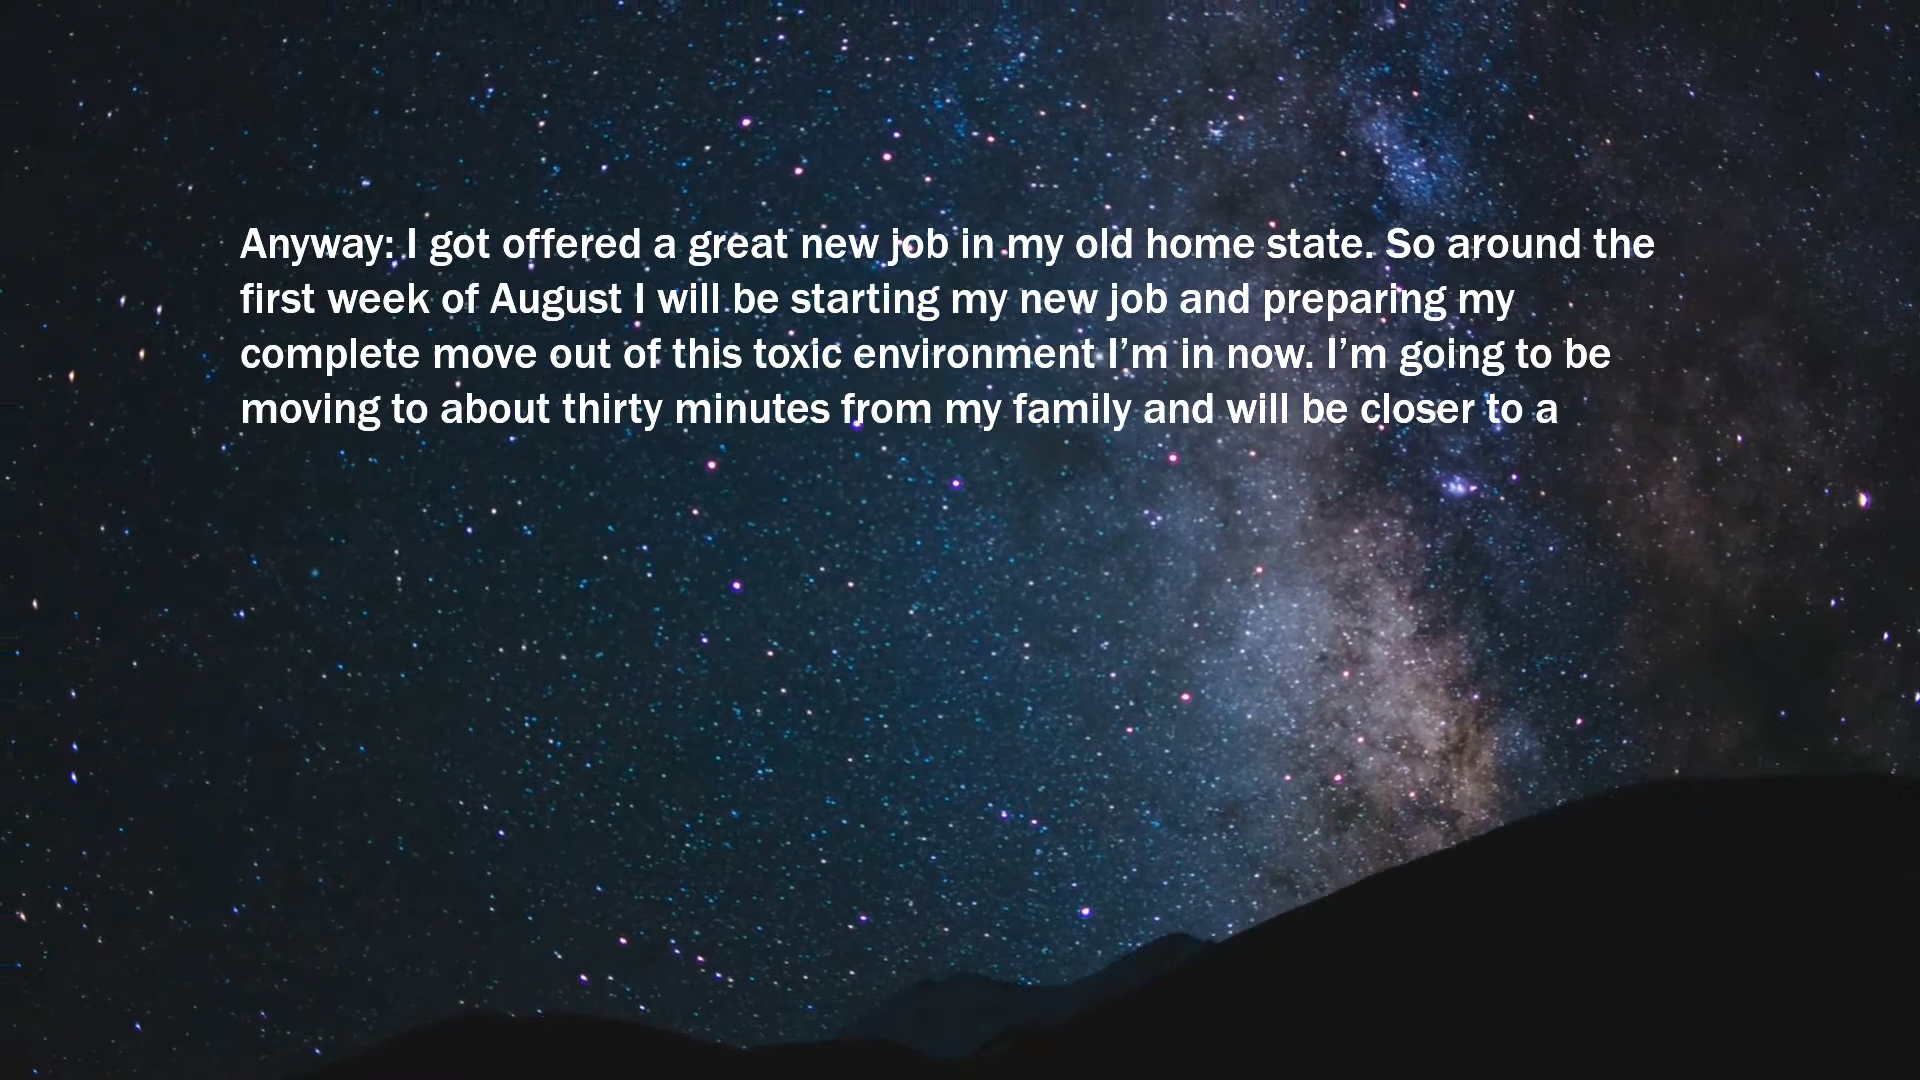 Anyway: I got offered a great new job in my old home state. So around the
first week of August I will be starting my new job and preparing my
complete move out of this toxic environment I’m in now. I’m going to be
moving to about thirty minutes from my family and will be closer to a